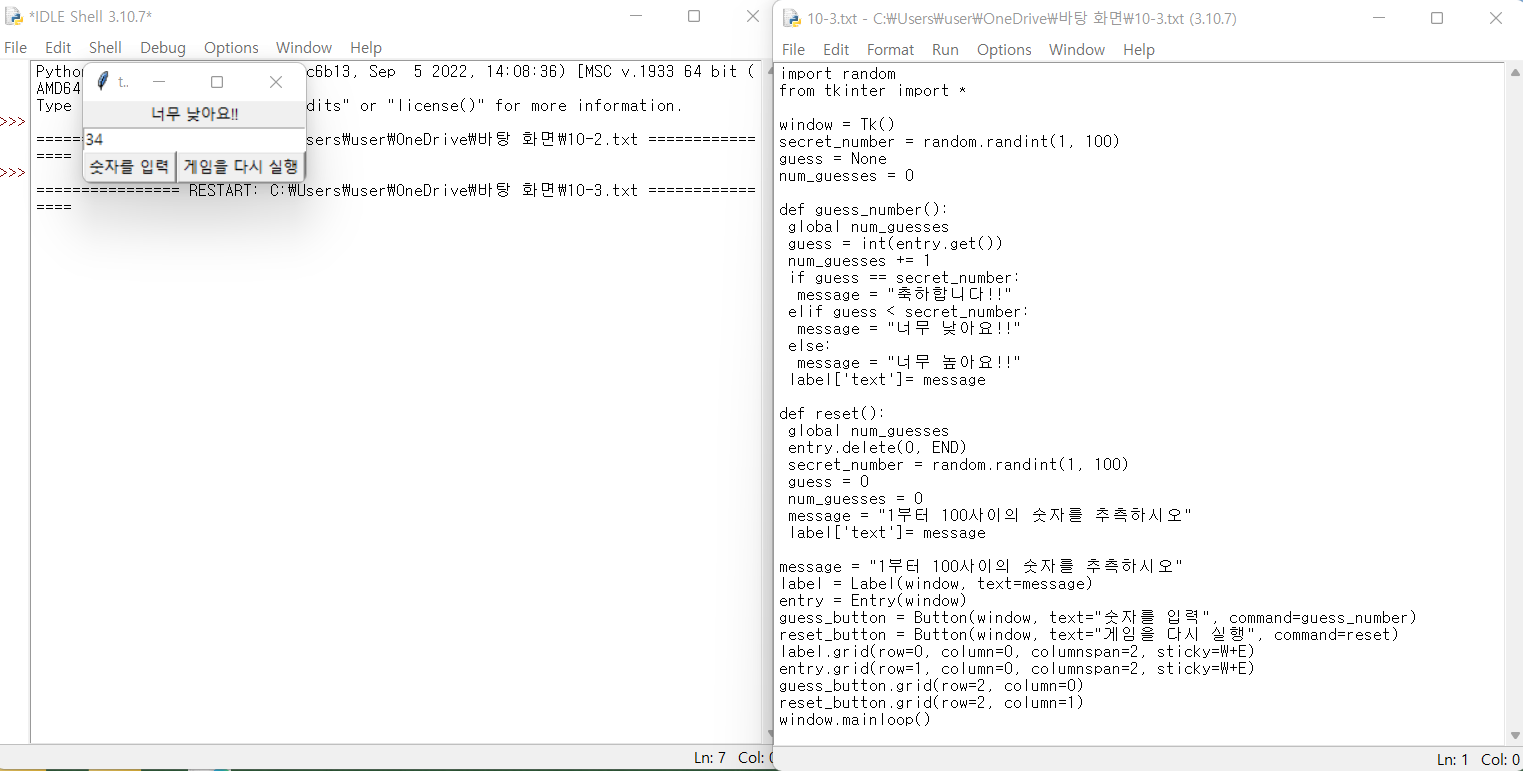 *IDLE Shell 3.10.7*
File Edit Shell Debug Options Window Help
Pythor c6b13, Sep 5 2022, 14:08:36) [MSC v.1933 64 bit (
AMD64
Type dits" or "license()" for more information.
>>>
====== sers\user\OneDrive\바탕 화면\10-2.txt ============
====
>>>
================ RESTART: C:\Users\user\OneDrive\바탕 화면\10-3.txt ============
====
Ln: 7 Col: 0
t..
너무 낮아요!!
34
숫자를 입력 게임을 다시 실행
10-3.txt - C:\Users\user\OneDrive\바탕 화면\10-3.txt (3.10.7)
File Edit Format Run Options Window Help
import random
from tkinter import *
window = Tk()
secret_number = random.randint(1, 100)
guess = None
num_guesses = 0
def guess_number():
 global num_guesses
 guess = int(entry.get())
 num_guesses += 1
 if guess == secret_number:
  message = "축하합니다!!"
 elif guess < secret_number:
  message = "너무 낮아요!!"
 else:
  message = "너무 높아요!!"
 label['text']= message
def reset():
 global num_guesses
 entry.delete(0, END)
 secret_number = random.randint(1, 100)
 guess = 0
 num_guesses = 0
 message = "1부터 100사이의 숫자를 추측하시오"
 label['text']= message
message = "1부터 100사이의 숫자를 추측하시오"
label = Label(window, text=message)
entry = Entry(window)
guess_button = Button(window, text="숫자를 입력", command=guess_number)
reset_button = Button(window, text="게임을 다시 실행", command=reset)
label.grid(row=0, column=0, columnspan=2, sticky=W+E)
entry.grid(row=1, column=0, columnspan=2, sticky=W+E)
guess_button.grid(row=2, column=0)
reset_button.grid(row=2, column=1)
window.mainloop()
Ln: 1 Col: 0